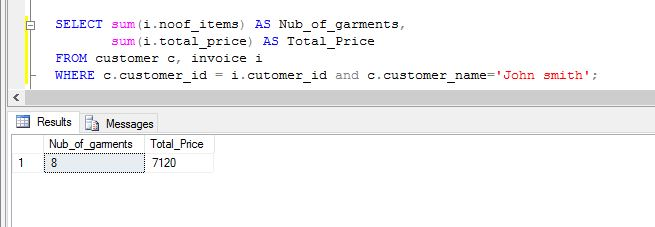 SELECT sum(i.noof_items) AS Nub_of_garments,
sum(i.total_price) AS Total_Price
FROM customer c, invoice i
WHERE c.customer_id = i.cutomer_id and c.customer_name='John smith';
Results Messages
Nub_of_garments Total_Price
1 8 7120